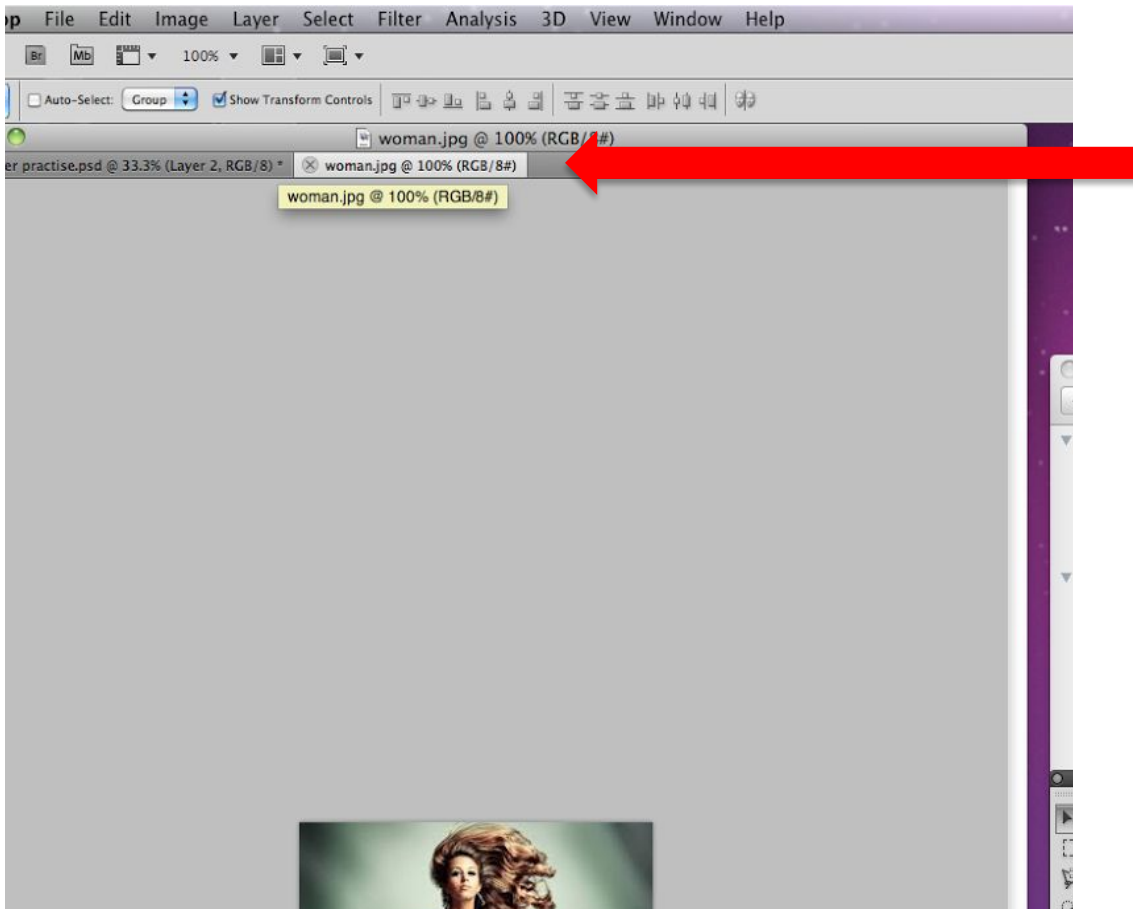 op File Edit Image Layer Select Filter Analysis 3D View Window Help
Br Mb 100%
Auto-Select: Group Show Transform Controls
woman.jpg @ 100% (RGB/8#)
er practise.psd @ 33.3% (Layer 2, RGB/8) * woman.jpg @ 100% (RGB/8#)
woman.jpg @ 100% (RGB/8#)